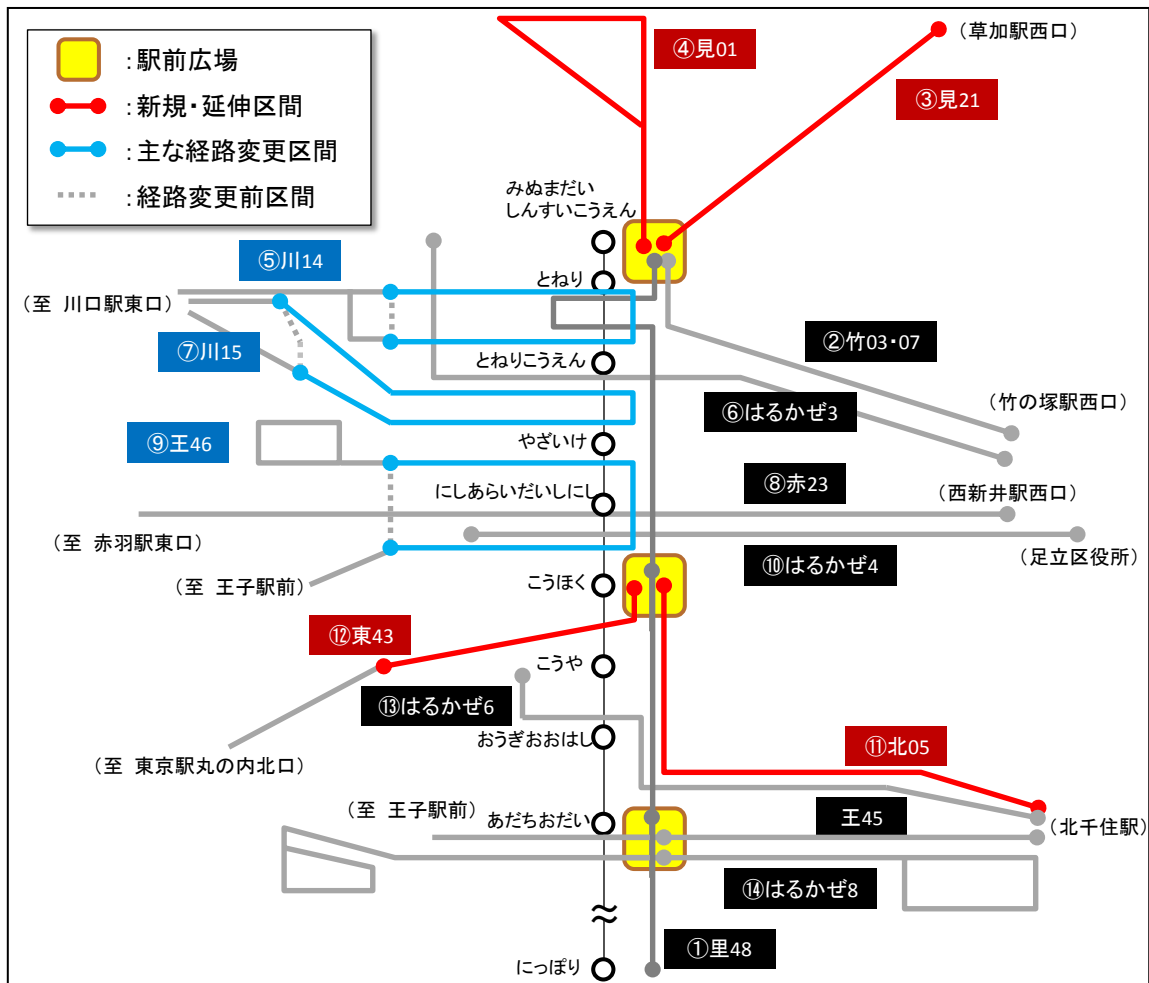 ：駅前広場
：新規・延伸区間
：主な経路変更区間
：経路変更前区間
④見01
（草加駅西口）
③見21
みぬまだい
しんすいこうえん
⑤川14
とねり
（至 川口駅東口）
⑦川15
②竹03・07
とねりこうえん
⑥はるかぜ3
（竹の塚駅西口）
⑨王46
やざいけ
にしあらいだいしにし
⑧赤23
（西新井駅西口）
（至 赤羽駅東口）
（足立区役所）
（至 王子駅前）
こうほく
⑩はるかぜ4
⑫東43
こうや
⑬はるかぜ6
おうぎおおはし
⑪北05
（至 東京駅丸の内北口）
（至 王子駅前）
あだちおだい
王45
（北千住駅）
⑭はるかぜ8
①里48
にっぽり